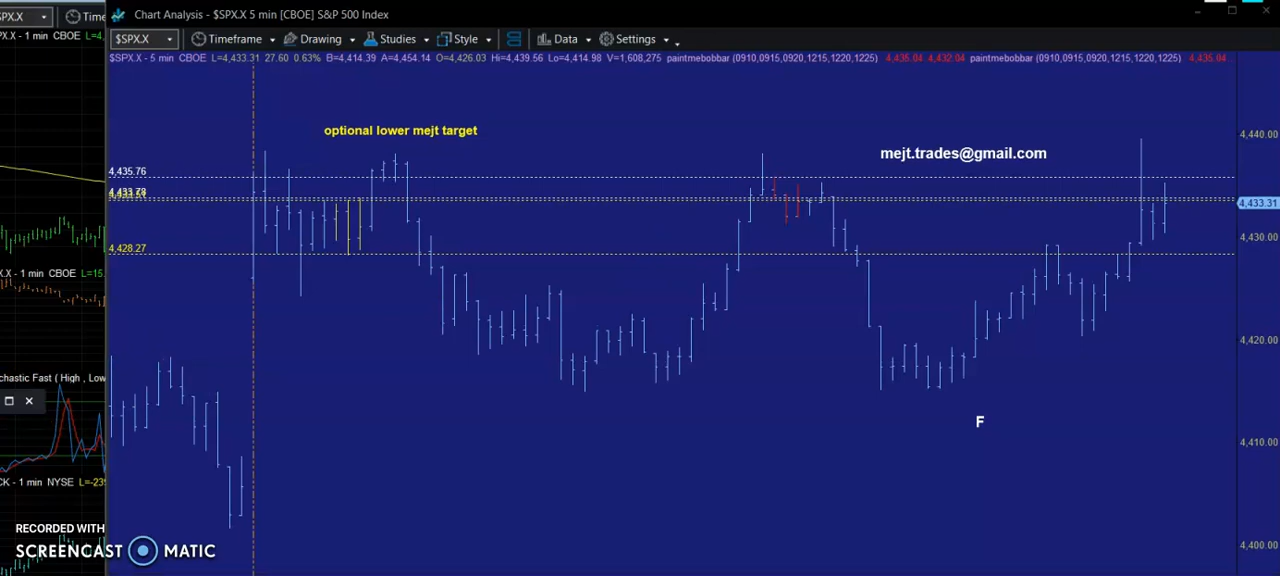 PX.X
Time
Chart Analysis - $SPX.X 5 min [CBOE] S&P 500 Index
$SPX.X
Timeframe
Drawing
Studies
Style
Data
Settings
PX.X - 1 min CBOE L=4,
$SPX.X - 5 min CBOE L=4,433.31 27.60 0.63% B=4,414.39 A=4,454.14 O=4,426.03 Hi=4,439.56 Lo=4,414.98 V=1,608,275 paintmebobbar (0910,0915,0920,1215,1220,1225) 4,435.04 4,432.04 paintmebobbar (0910,0915,0920,1215,1220,1225) 4,435.04
optional lower mejt target
mejt.trades@gmail.com
4,440.00
4,435.76
4,433.31
4,430.00
4,428.27
X.X - 1 min CBOE L=15
4,420.00
chastic Fast ( High , Low
F
4,410.00
CK - 1 min NYSE L=-239
RECORDED WITH
SCREENCAST MATIC
4,400.00